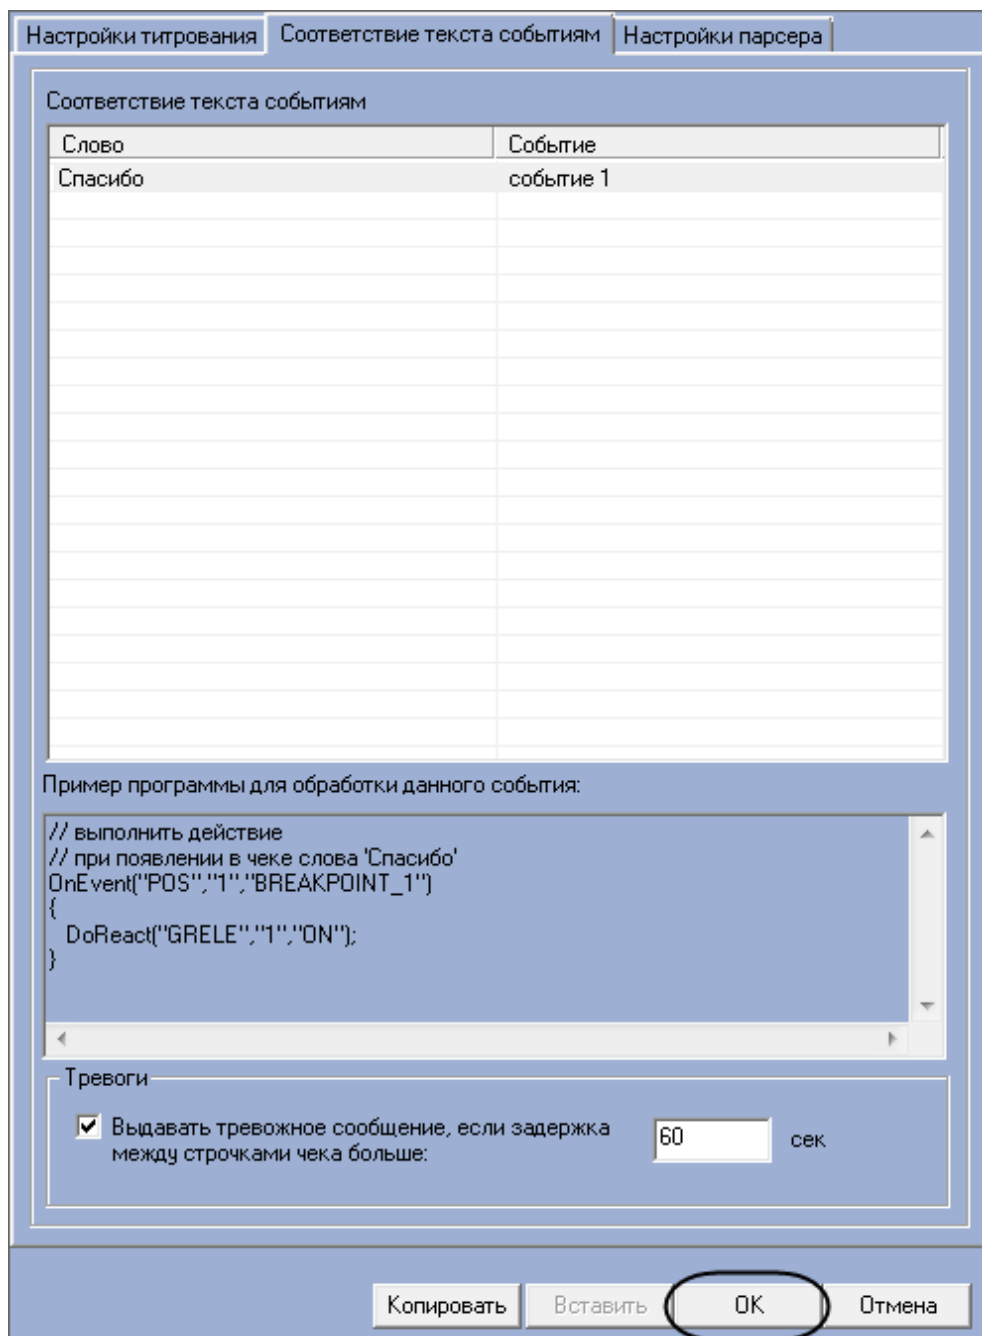 Настройки титрования Соответствие текста событиям Настройки парсера
Соответствие текста событиям
Слово Событие
Спасибо событие 1
Пример программы для обработки данного события:
// выполнить действие
// при появлении в чеке слова 'Спасибо'
OnEvent("POS","1","BREAKPOINT_1")
{
DoReact("GRELE","1","ON");
}
Тревоги
Выдавать тревожное сообщение, если задержка
между строчками чека больше:
60 сек
Копировать Вставить OK Отмена